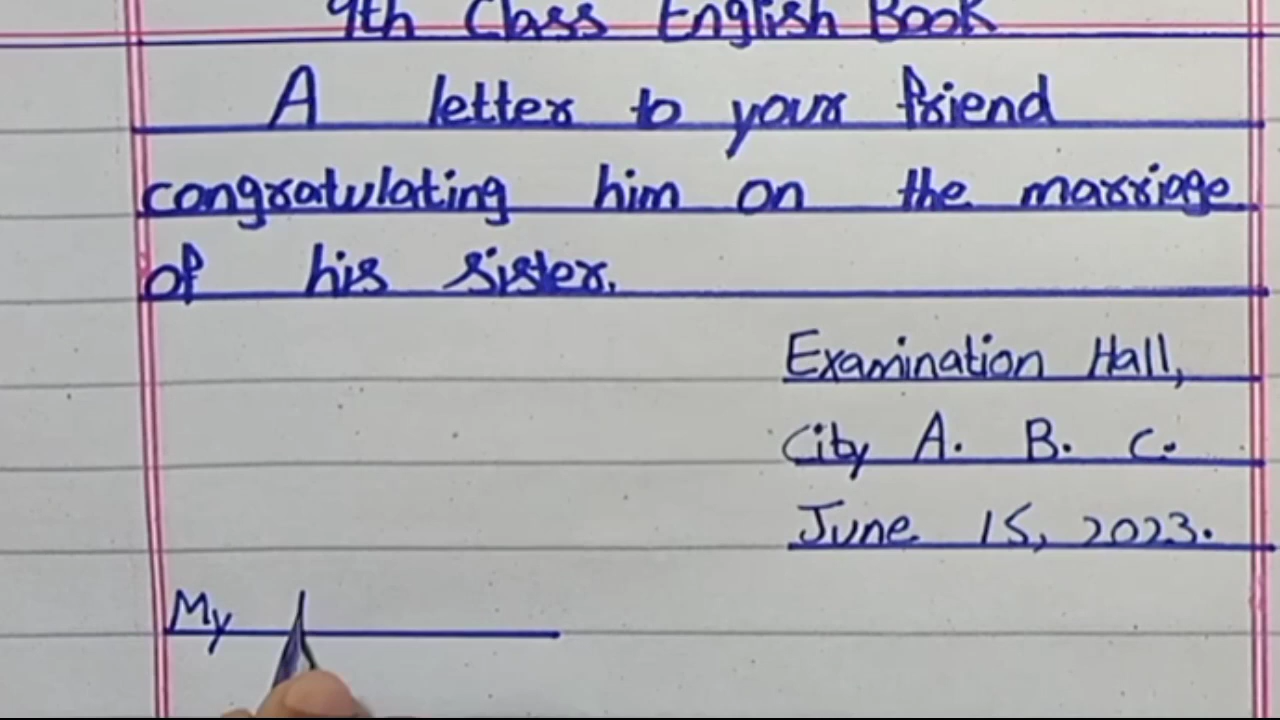 9th Class English Book
A letter to your friend
congratulating him on the marriage
of his sister.
Examination Hall,
City A. B. C.
June 15, 2023.
My